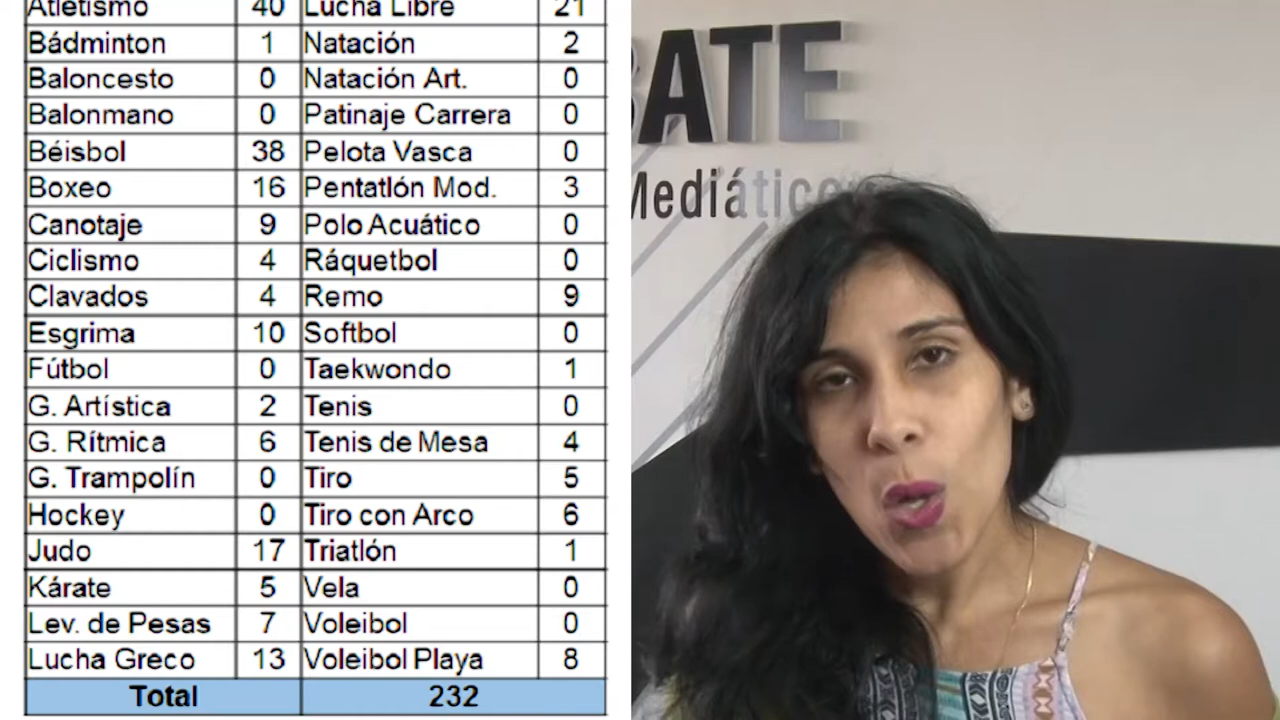 Atletismo 40 Lucha Libre 21
Bádminton 1 Natación 2
Baloncesto 0 Natación Art. 0
Balonmano 0 Patinaje Carrera 0
Béisbol 38 Pelota Vasca 0
Boxeo 16 Pentatlón Mod. 3
Canotaje 9 Polo Acuático 0
Ciclismo 4 Ráquetbol 0
Clavados 4 Remo 9
Esgrima 10 Softbol 0
Fútbol 0 Taekwondo 1
G. Artística 2 Tenis 0
G. Rítmica 6 Tenis de Mesa 4
G. Trampolín 0 Tiro 5
Hockey 0 Tiro con Arco 6
Judo 17 Triatlón 1
Kárate 5 Vela 0
Lev. de Pesas 7 Voleibol 0
Lucha Greco 13 Voleibol Playa 8
Total 232
BATE
Mediático